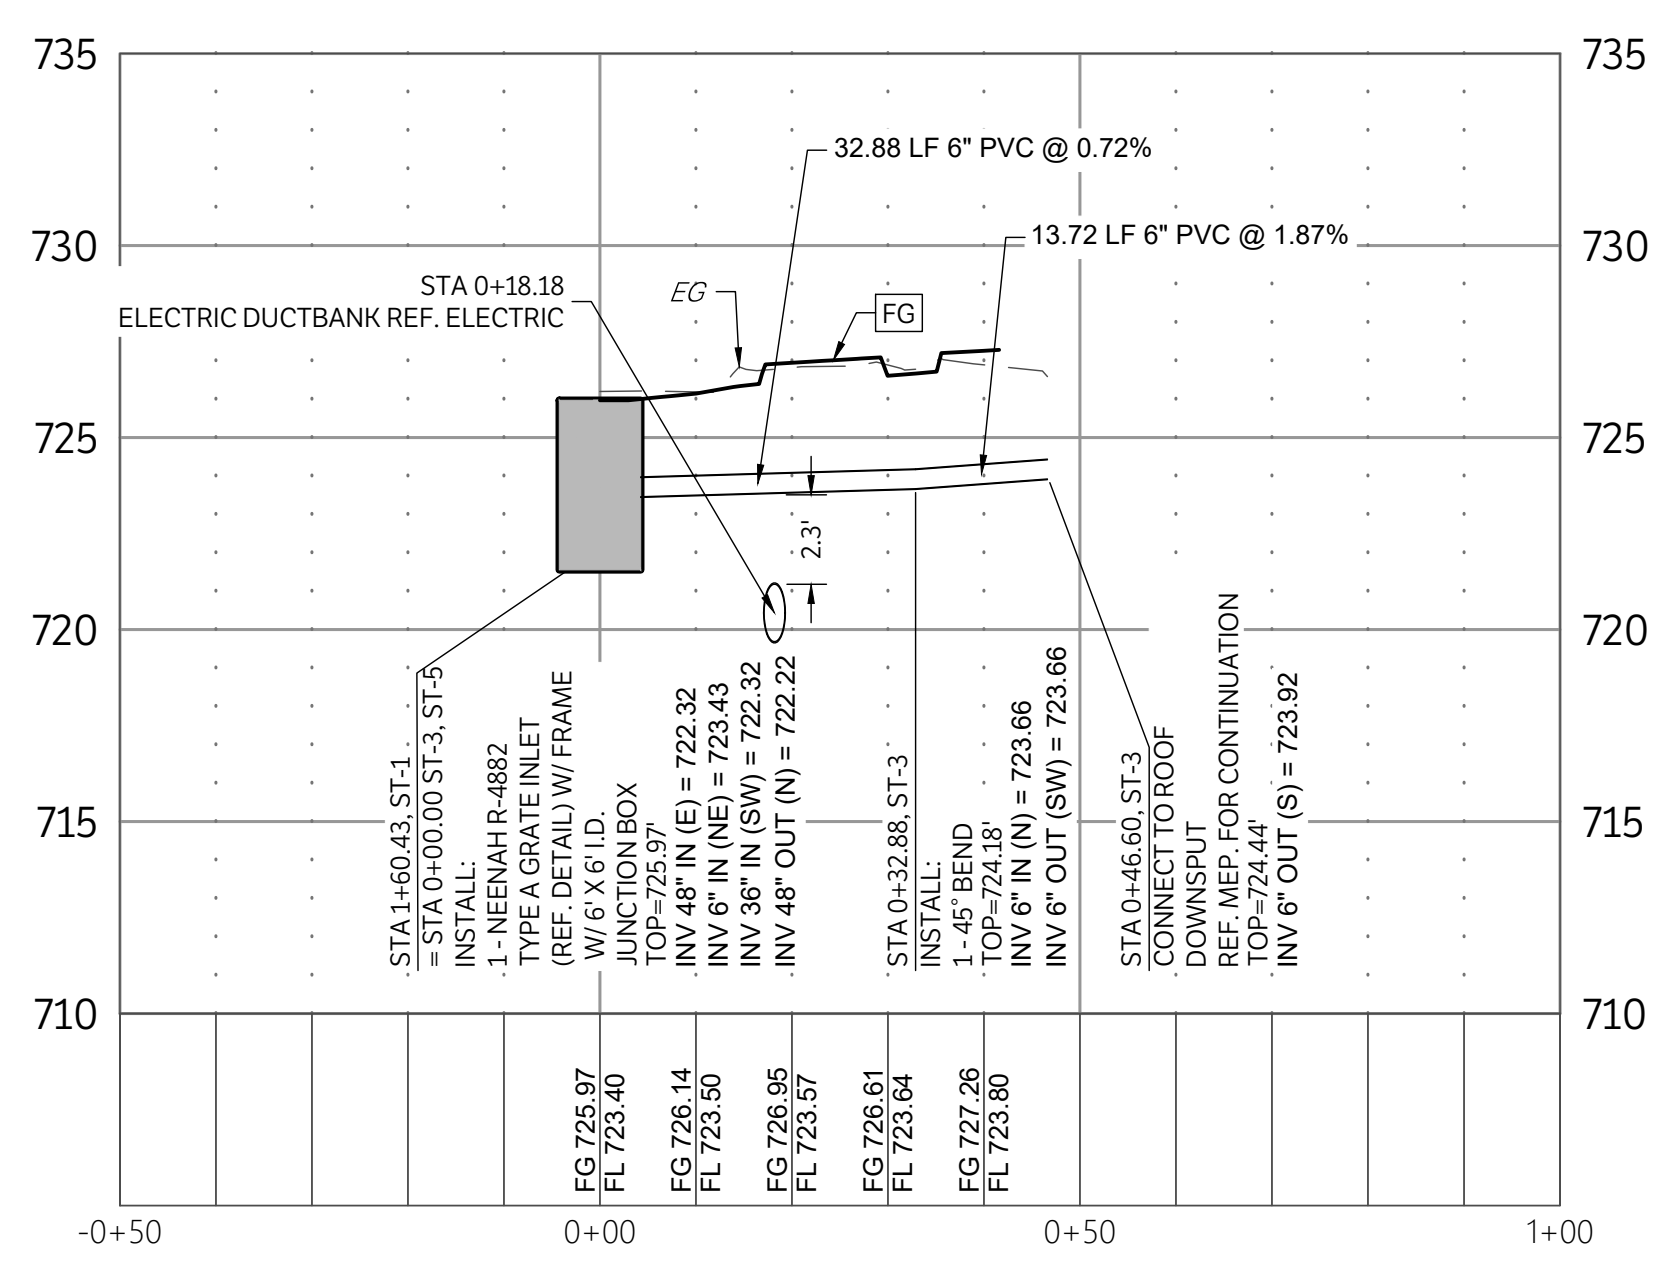 735
735
32.88 LF 6" PVC @ 0.72%
730
13.72 LF 6" PVC @ 1.87%
730
STA 0+18.18
ELECTRIC DUCTBANK REF. ELECTRIC
EG
FG
725
725
2.3'
720
720
STA 1+60.43, ST-1
= STA 0+00.00 ST-3, ST-5
INSTALL:
1 - NEENAH R-4882
TYPE A GRATE INLET
(REF. DETAIL) W/ FRAME
W/ 6' X 6' I.D.
JUNCTION BOX
TOP=725.97'
INV 48" IN (E) = 722.32
INV 6" IN (NE) = 723.43
INV 36" IN (SW) = 722.32
INV 48" OUT (N) = 722.22
STA 0+32.88, ST-3
INSTALL:
1 - 45° BEND
TOP=724.18'
INV 6" IN (N) = 723.66
INV 6" OUT (SW) = 723.66
STA 0+46.60, ST-3
CONNECT TO ROOF
DOWNSPUT
REF. MEP. FOR CONTINUATION
TOP=724.44'
INV 6" OUT (S) = 723.92
715
715
710
710
FG 725.97
FL 723.40
FG 726.14
FL 723.50
FG 726.95
FL 723.57
FG 726.61
FL 723.64
FG 727.26
FL 723.80
-0+50
0+00
0+50
1+00